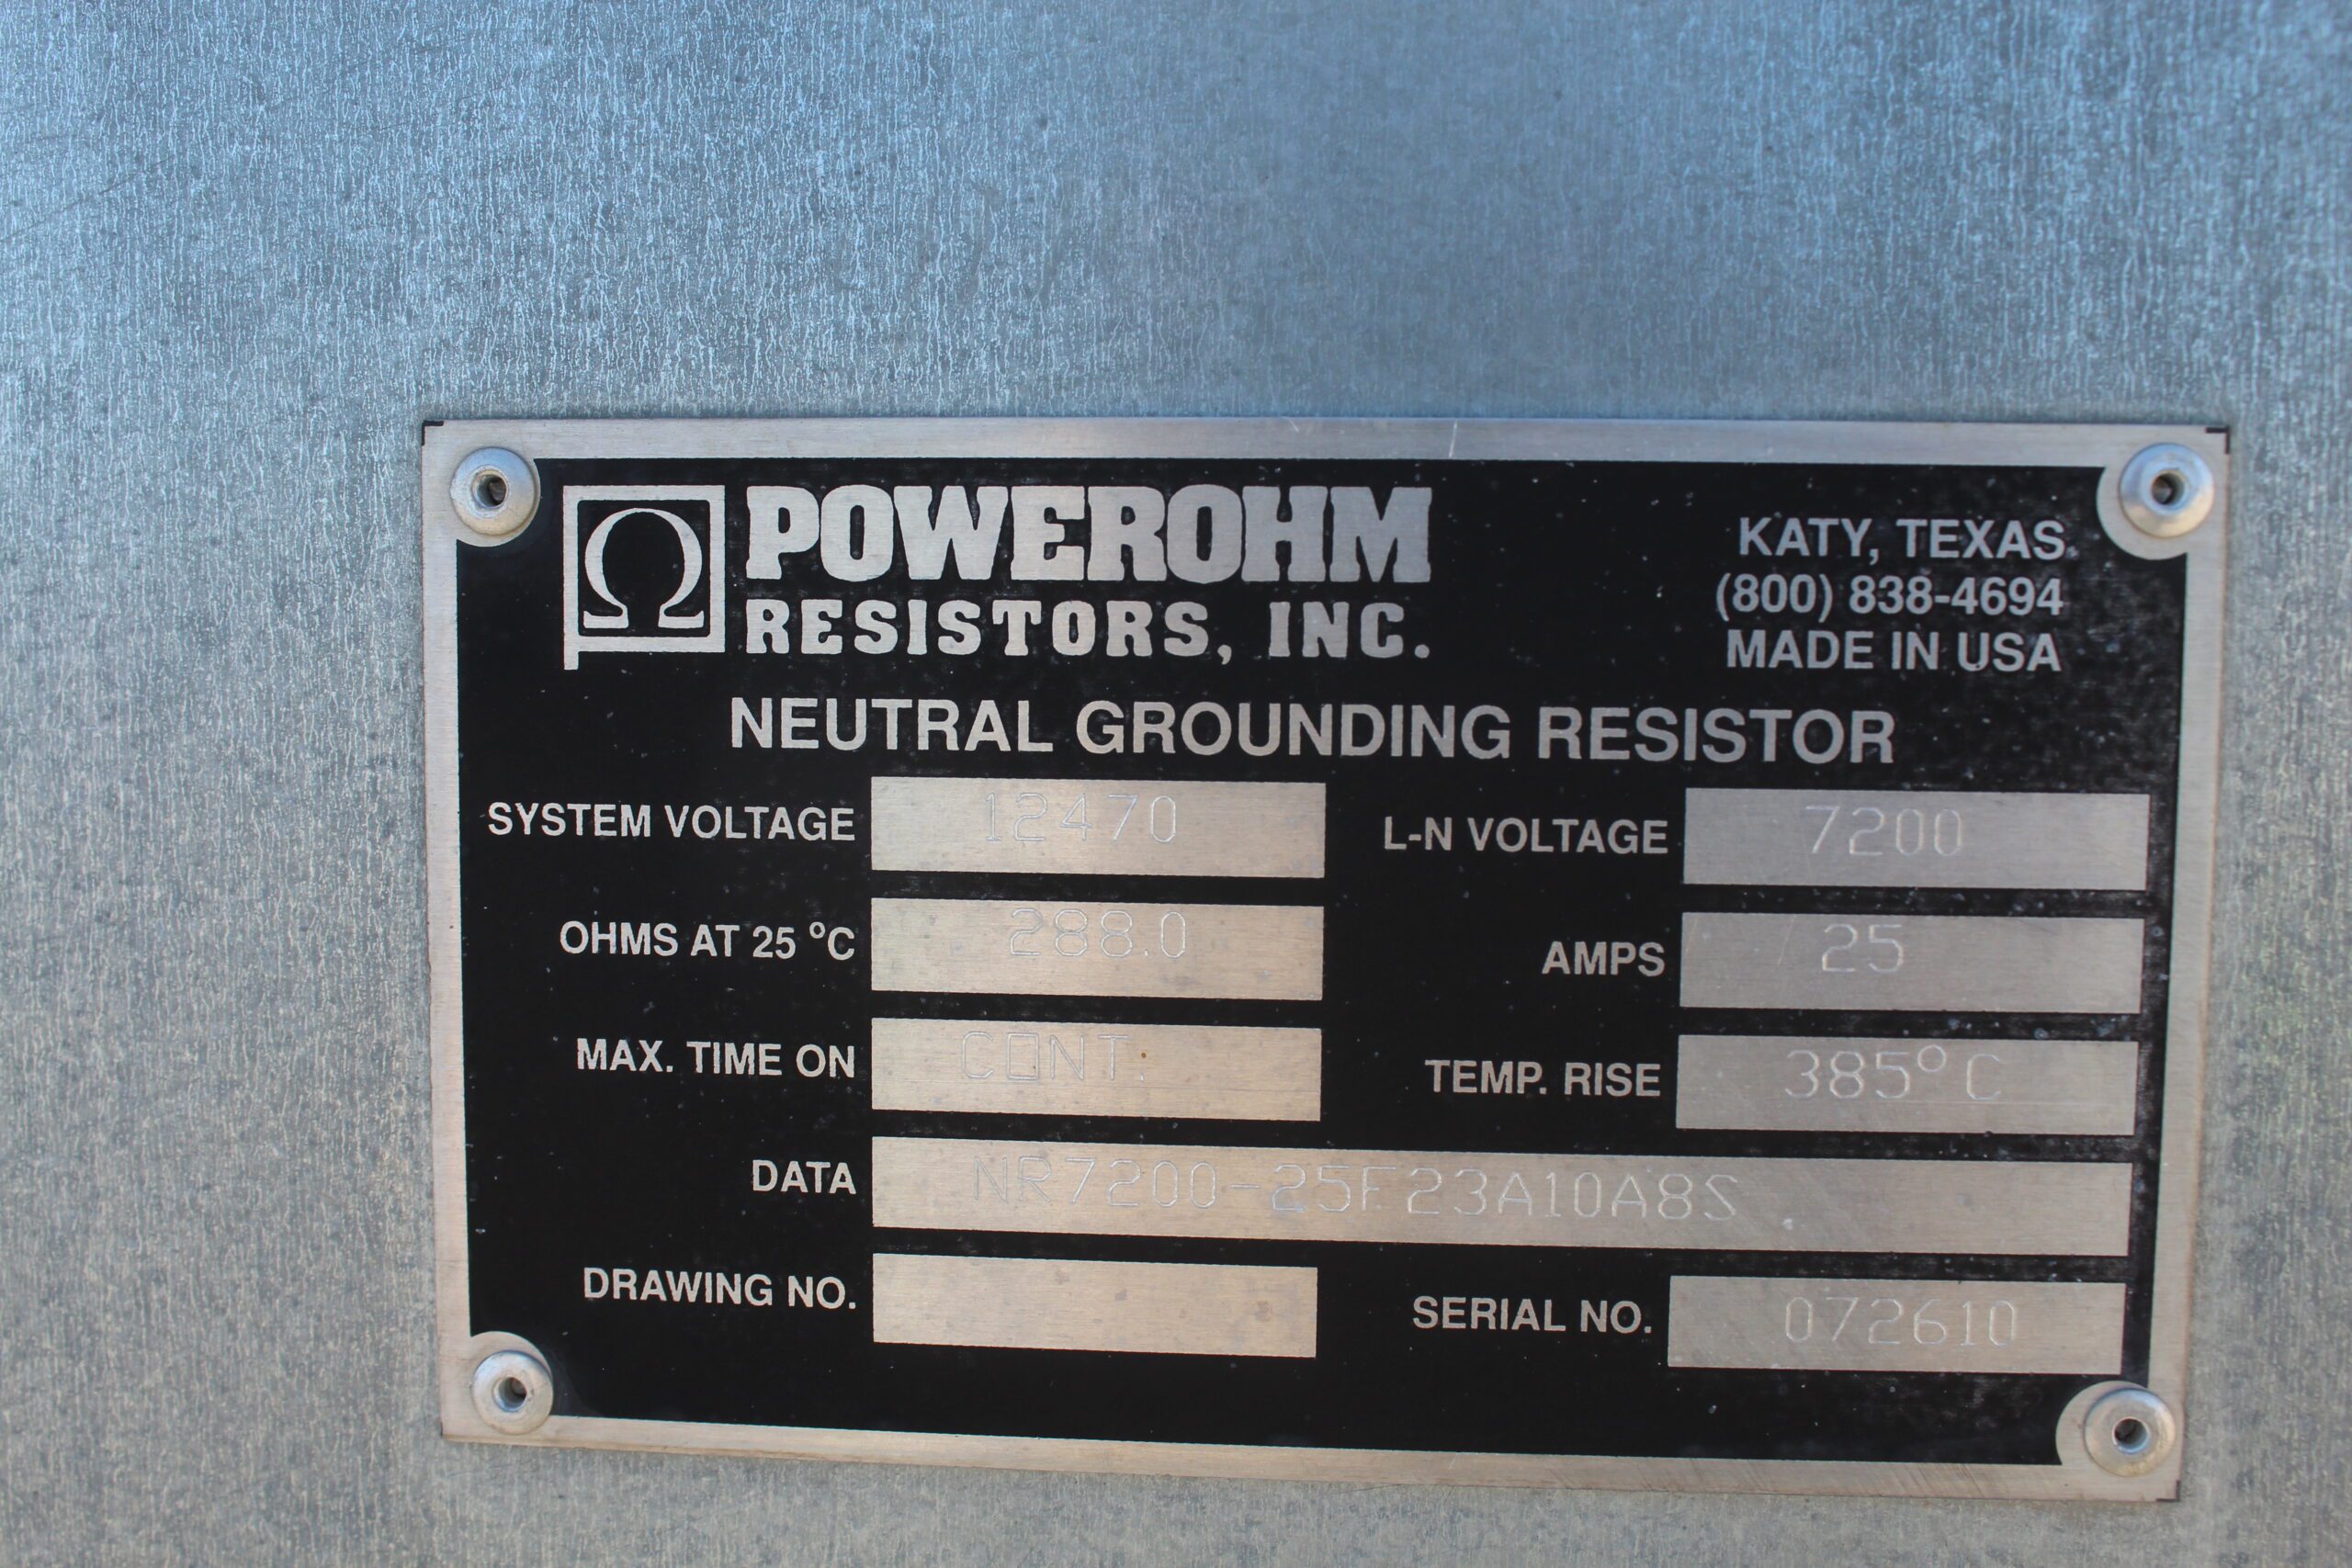 Ω POWEROHM
RESISTORS, INC.
KATY, TEXAS
(800) 838-4694
MADE IN USA
NEUTRAL GROUNDING RESISTOR
SYSTEM VOLTAGE 12470 L-N VOLTAGE 7200
OHMS AT 25 °C 288.0 AMPS 25
MAX. TIME ON CONT. TEMP. RISE 385°C
DATA NR7200-25F23A10A8S
DRAWING NO. SERIAL NO. 072610